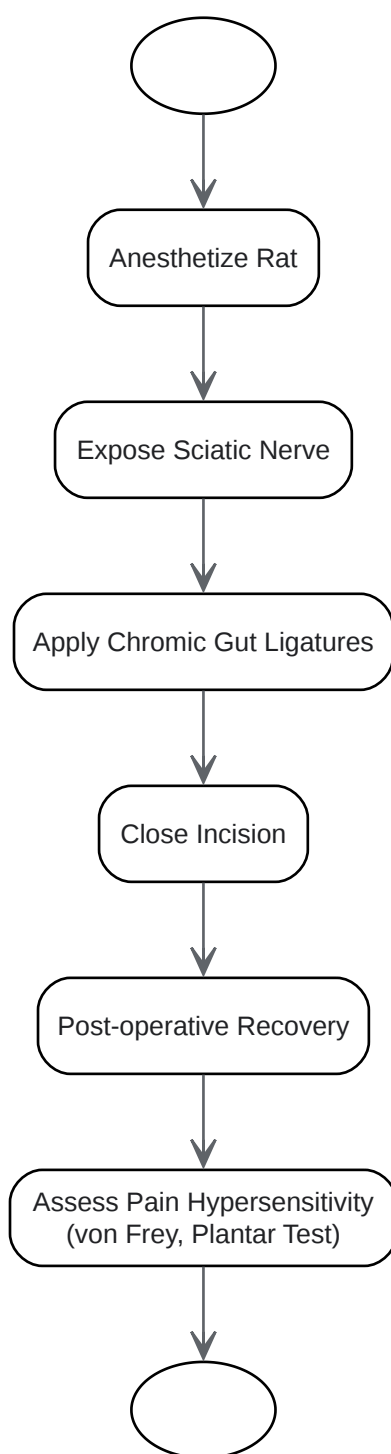 Anesthetize Rat
Expose Sciatic Nerve
Apply Chromic Gut Ligatures
Close Incision
Post-operative Recovery
Assess Pain Hypersensitivity
(von Frey, Plantar Test)